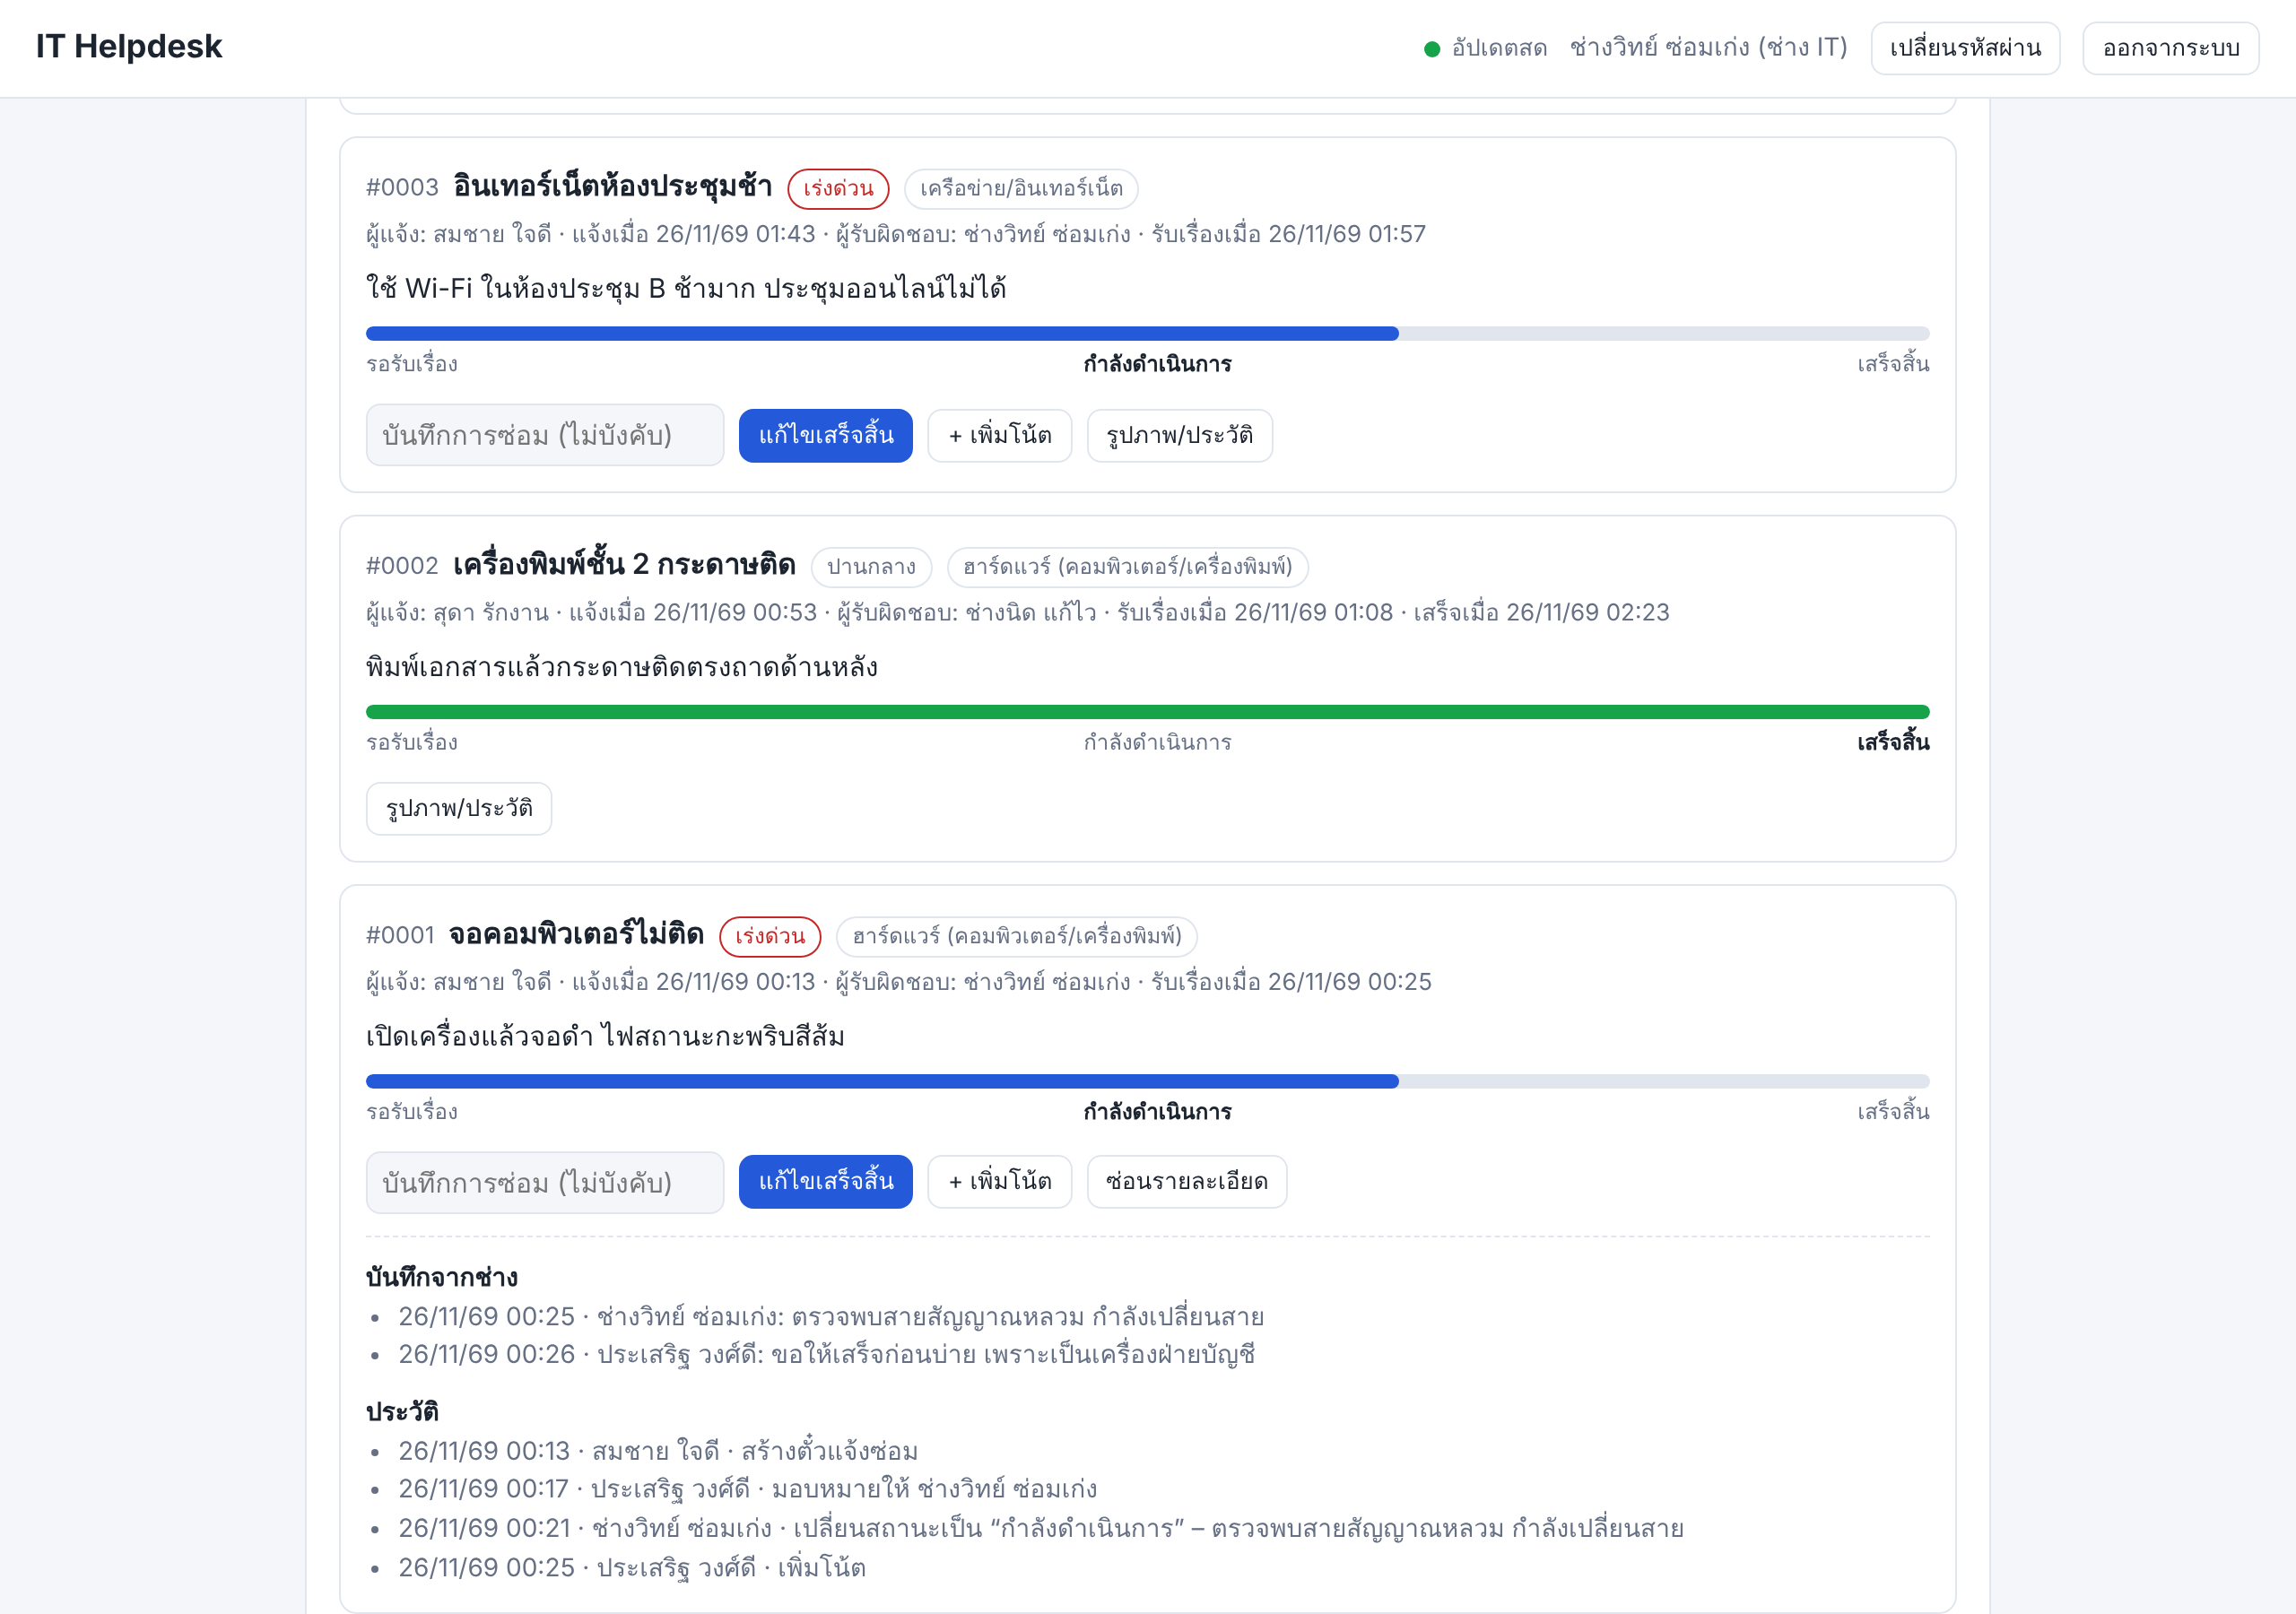 IT Helpdesk
อัปเดตสด ช่างวิทย์ ซ่อมเก่ง (ช่าง IT) เปลี่ยนรหัสผ่าน ออกจากระบบ
#0003 อินเทอร์เน็ตห้องประชุมช้า เร่งด่วน เครือข่าย/อินเทอร์เน็ต
ผู้แจ้ง: สมชาย ใจดี · แจ้งเมื่อ 26/11/69 01:43 · ผู้รับผิดชอบ: ช่างวิทย์ ซ่อมเก่ง · รับเรื่องเมื่อ 26/11/69 01:57
ใช้ Wi-Fi ในห้องประชุม B ช้ามาก ประชุมออนไลน์ไม่ได้
รอรับเรื่อง กำลังดำเนินการ เสร็จสิ้น
บันทึกการซ่อม (ไม่บังคับ) แก้ไขเสร็จสิ้น + เพิ่มโน้ต รูปภาพ/ประวัติ
#0002 เครื่องพิมพ์ชั้น 2 กระดาษติด ปานกลาง ฮาร์ดแวร์ (คอมพิวเตอร์/เครื่องพิมพ์)
ผู้แจ้ง: สุดา รักงาน · แจ้งเมื่อ 26/11/69 00:53 · ผู้รับผิดชอบ: ช่างนิด แก้ไว · รับเรื่องเมื่อ 26/11/69 01:08 · เสร็จเมื่อ 26/11/69 02:23
พิมพ์เอกสารแล้วกระดาษติดตรงถาดด้านหลัง
รอรับเรื่อง กำลังดำเนินการ เสร็จสิ้น
รูปภาพ/ประวัติ
#0001 จอคอมพิวเตอร์ไม่ติด เร่งด่วน ฮาร์ดแวร์ (คอมพิวเตอร์/เครื่องพิมพ์)
ผู้แจ้ง: สมชาย ใจดี · แจ้งเมื่อ 26/11/69 00:13 · ผู้รับผิดชอบ: ช่างวิทย์ ซ่อมเก่ง · รับเรื่องเมื่อ 26/11/69 00:25
เปิดเครื่องแล้วจอดำ ไฟสถานะกะพริบสีส้ม
รอรับเรื่อง กำลังดำเนินการ เสร็จสิ้น
บันทึกการซ่อม (ไม่บังคับ) แก้ไขเสร็จสิ้น + เพิ่มโน้ต ซ่อนรายละเอียด
บันทึกจากช่าง
• 26/11/69 00:25 · ช่างวิทย์ ซ่อมเก่ง: ตรวจพบสายสัญญาณหลวม กำลังเปลี่ยนสาย
• 26/11/69 00:26 · ประเสริฐ วงศ์ดี: ขอให้เสร็จก่อนบ่าย เพราะเป็นเครื่องฝ่ายบัญชี
ประวัติ
• 26/11/69 00:13 · สมชาย ใจดี · สร้างตั๋วแจ้งซ่อม
• 26/11/69 00:17 · ประเสริฐ วงศ์ดี · มอบหมายให้ ช่างวิทย์ ซ่อมเก่ง
• 26/11/69 00:21 · ช่างวิทย์ ซ่อมเก่ง · เปลี่ยนสถานะเป็น “กำลังดำเนินการ” – ตรวจพบสายสัญญาณหลวม กำลังเปลี่ยนสาย
• 26/11/69 00:25 · ประเสริฐ วงศ์ดี · เพิ่มโน้ต